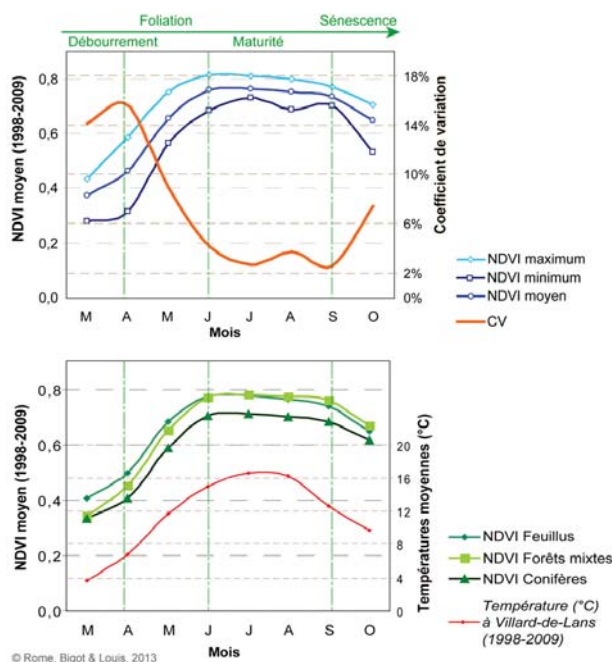 Foliation
Sénescence
Débourrement
Maturité
NDVI moyen (1998-2009)
0,8
0,6
0,4
0,2
0,0
18%
14%
10%
6%
2%
0%
Coefficient de variation
M A M J J A S O
Mois
NDVI maximum
NDVI minimum
NDVI moyen
CV
NDVI moyen (1998-2009)
0,8
0,6
0,4
0,2
0,0
20
16
12
8
4
0
Températures moyennes (°C)
M A M J J A S O
Mois
NDVI Feuillus
NDVI Forêts mixtes
NDVI Conifères
Température (°C)
à Villard-de-Lans
(1998-2009)
© Rome, Bigot & Louis, 2013